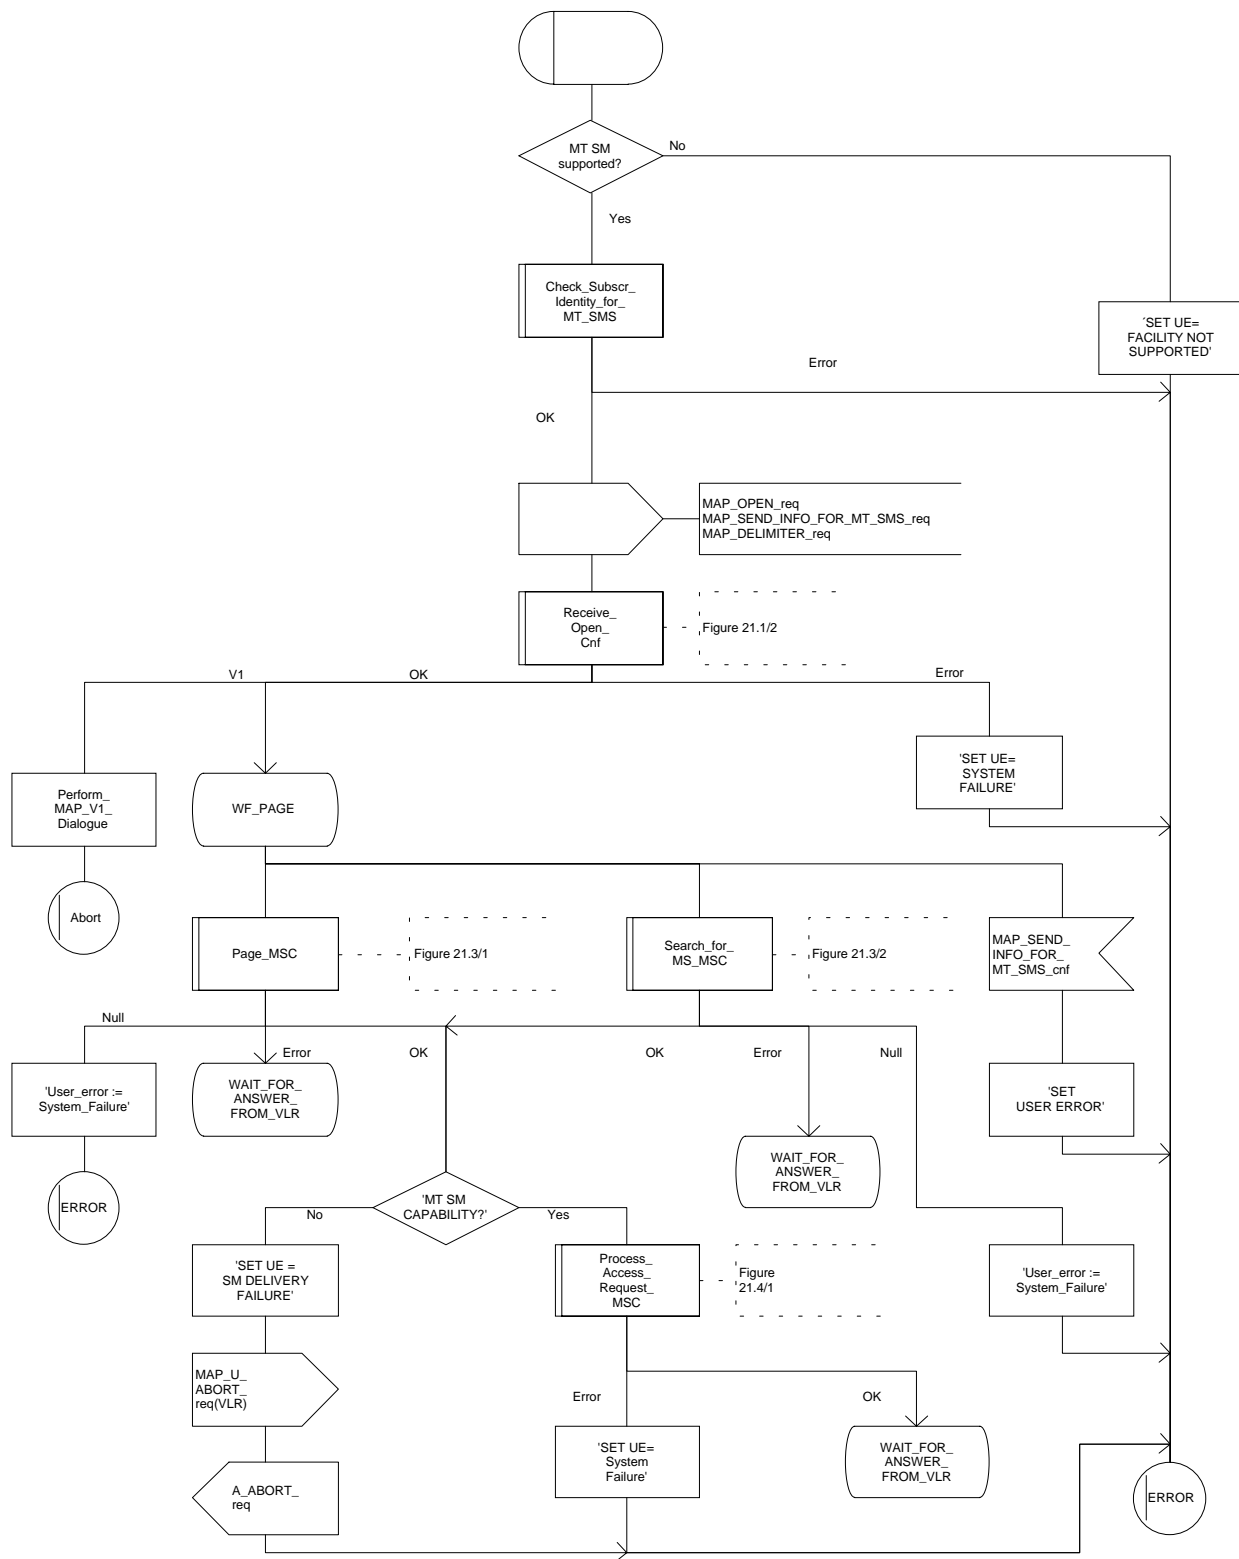 MT SM
supported?
No
Yes
Check_Subscr_
Identity_for_
MT_SMS
´SET UE=
FACILITY NOT
SUPPORTED'
Error
OK
MAP_OPEN_req
MAP_SEND_INFO_FOR_MT_SMS_req
MAP_DELIMITER_req
Receive_
Open_
Cnf
Figure 21.1/2
V1
OK
Error
'SET UE=
SYSTEM
FAILURE'
Perform_
MAP_V1_
Dialogue
WF_PAGE
Abort
Page_MSC
Figure 21.3/1
Search_for_
MS_MSC
Figure 21.3/2
MAP_SEND_
INFO_FOR_
MT_SMS_cnf
Null
Error
OK
OK
Error
Null
'User_error :=
System_Failure'
WAIT_FOR_
ANSWER_
FROM_VLR
'SET
USER ERROR'
WAIT_FOR_
ANSWER_
FROM_VLR
ERROR
'MT SM
CAPABILITY?'
No
Yes
'SET UE =
SM DELIVERY
FAILURE'
Process_
Access_
Request_
MSC
Figure
21.4/1
'User_error :=
System_Failure'
MAP_U_
ABORT_
req(VLR)
Error
OK
'SET UE=
System
Failure'
WAIT_FOR_
ANSWER_
FROM_VLR
A_ABORT_
req
ERROR